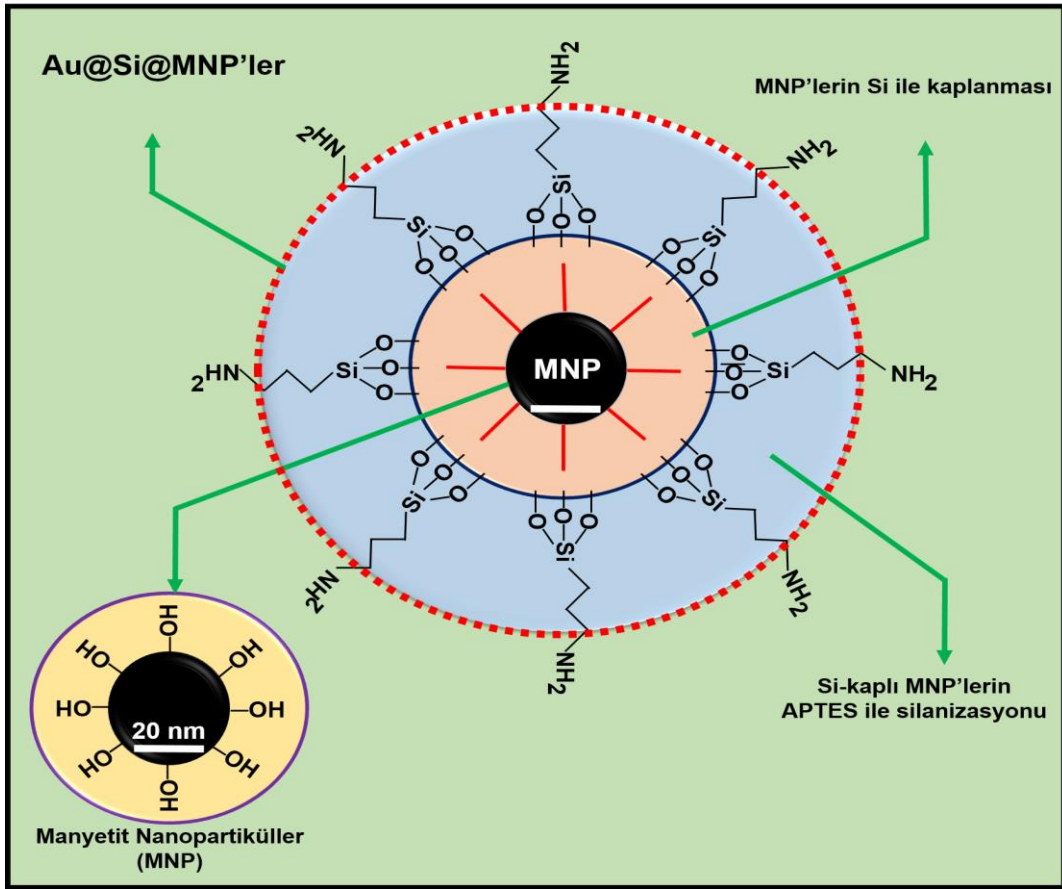 Au@Si@MNP'ler
MNP'lerin Si ile kaplanması
NH2
Si
O
O
O
2HN
Si
O
O
O
NH2
Si
O
O
O
2HN
Si
O
O
O
MNP
O
O
O
Si
NH2
2HN
Si
O
O
O
O
O
O
Si
NH2
O
O
O
Si
NH2
Si-kaplı MNP'lerin
APTES ile silanizasyonu
HO
HO
OH
HO
OH
20 nm
HO
OH
OH
Manyetit Nanopartiküller
(MNP)